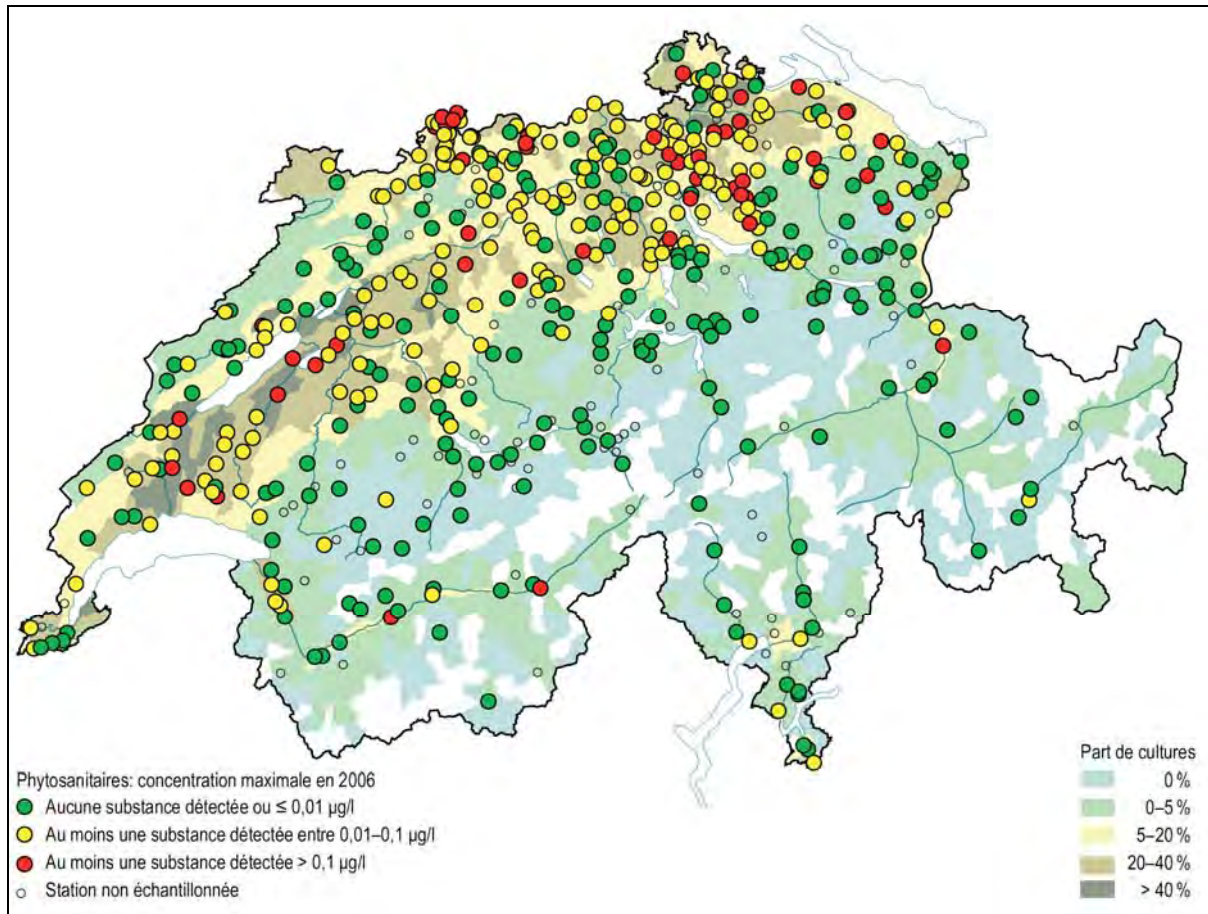 Phytosanitaires: concentration maximale en 2006
Aucune substance détectée ou ≤ 0,01 µg/l
Au moins une substance détectée entre 0,01–0,1 µg/l
Au moins une substance détectée > 0,1 µg/l
Station non échantillonnée
Part de cultures
0 %
0–5 %
5–20 %
20–40 %
> 40 %